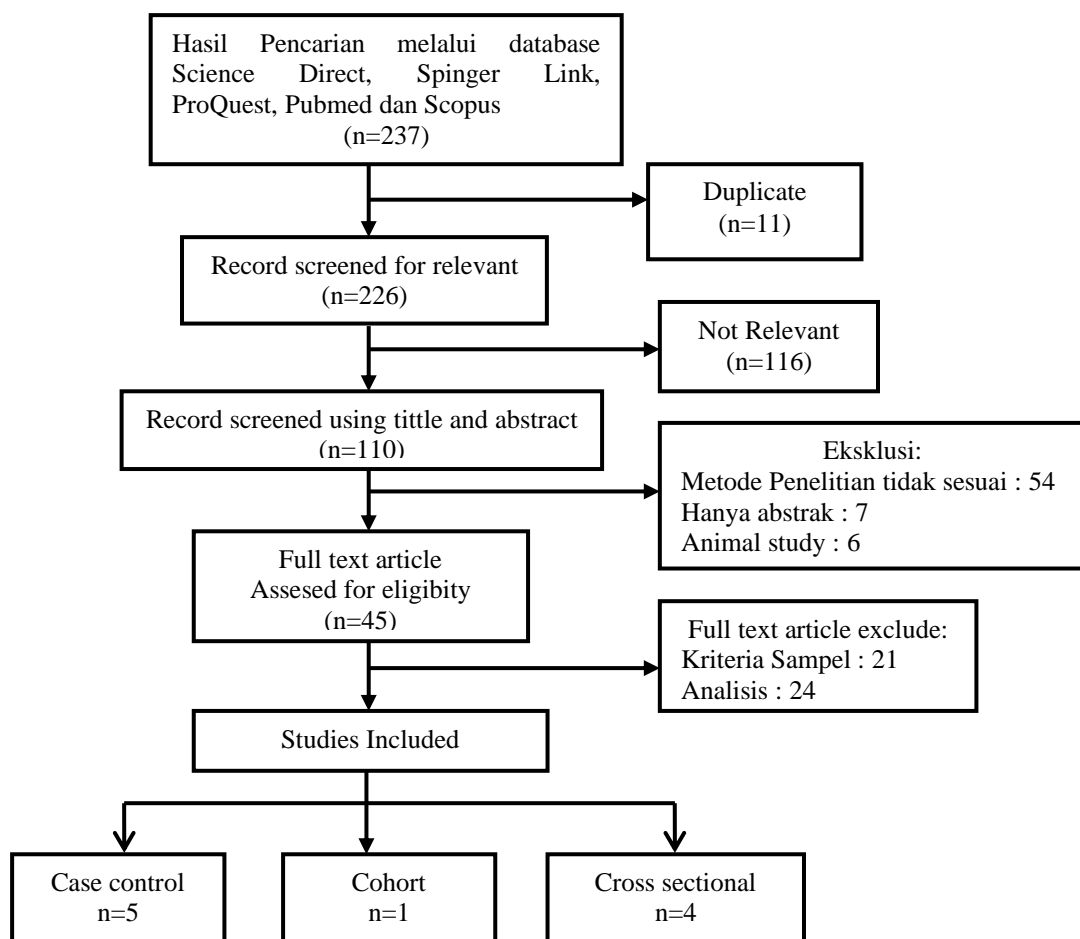 Hasil Pencarian melalui database
Science Direct, Spinger Link,
ProQuest, Pubmed dan Scopus
(n=237)
Duplicate
(n=11)
Record screened for relevant
(n=226)
Not Relevant
(n=116)
Record screened using tittle and abstract
(n=110)
Eksklusi:
Metode Penelitian tidak sesuai : 54
Hanya abstrak : 7
Animal study : 6
Full text article
Assesed for eligibity
(n=45)
Full text article exclude:
Kriteria Sampel : 21
Analisis : 24
Studies Included
Case control
n=5
Cohort
n=1
Cross sectional
n=4